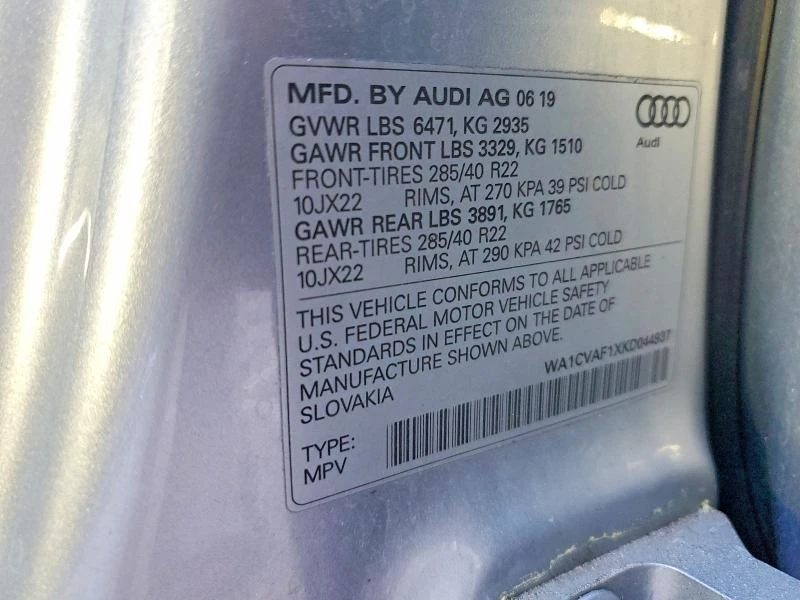 MFD. BY AUDI AG 06 19
GVWR LBS 6471, KG 2935
GAWR FRONT LBS 3329, KG 1510
FRONT-TIRES 285/40 R22
10JX22 RIMS, AT 270 KPA 39 PSI COLD
GAWR REAR LBS 3891, KG 1765
REAR-TIRES 285/40 R22
10JX22 RIMS, AT 290 KPA 42 PSI COLD
Audi
THIS VEHICLE CONFORMS TO ALL APPLICABLE
U.S. FEDERAL MOTOR VEHICLE SAFETY
STANDARDS IN EFFECT ON THE DATE OF
MANUFACTURE SHOWN ABOVE.
SLOVAKIA
WA1CVAF1XKD044937
TYPE:
MPV